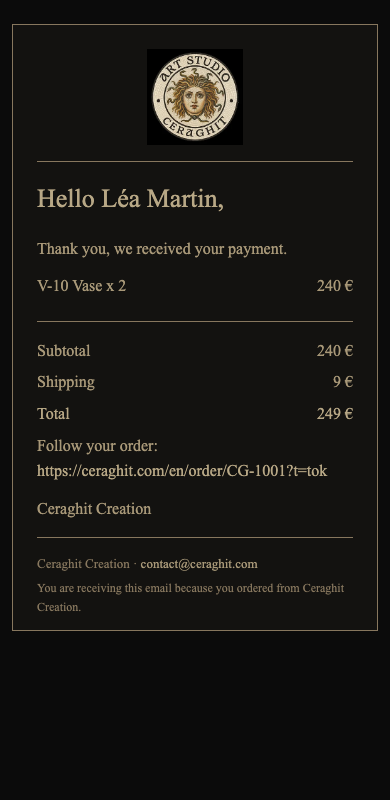 ART STUDIO
CERAGHIT
Hello Léa Martin,
Thank you, we received your payment.
V-10 Vase x 2 240 €
Subtotal 240 €
Shipping 9 €
Total 249 €
Follow your order:
https://ceraghit.com/en/order/CG-1001?t=tok
Ceraghit Creation
Ceraghit Creation · contact@ceraghit.com
You are receiving this email because you ordered from Ceraghit
Creation.